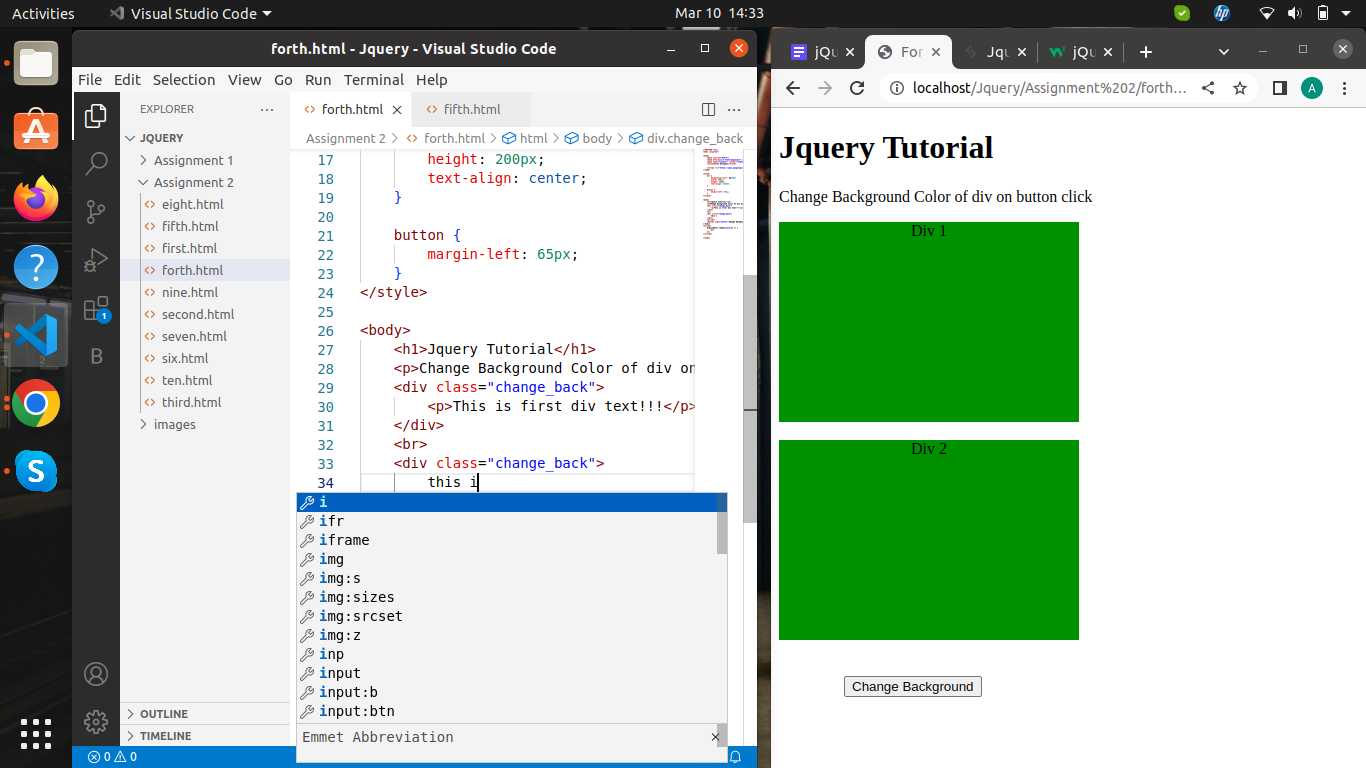 Activities
Visual Studio Code
Mar 10 14:33
hp
forth.html - Jquery - Visual Studio Code
File Edit Selection View Go Run Terminal Help
EXPLORER
JQUERY
Assignment 1
Assignment 2
eight.html
fifth.html
first.html
forth.html
nine.html
second.html
seven.html
six.html
ten.html
third.html
images
OUTLINE
TIMELINE
1
B
0 0
forth.html
fifth.html
Assignment 2 > forth.html > html > body > div.change_back
17 height: 200px;
18 text-align: center;
19 }
20
21 button {
22 margin-left: 65px;
23 }
24 </style>
25
26 <body>
27 <h1>Jquery Tutorial</h1>
28 <p>Change Background Color of div on
29 <div class="change_back">
30 <p>This is first div text!!!</p>
31 </div>
32 <br>
33 <div class="change_back">
34 this i
i
ifr
iframe
img
img:s
img:sizes
img:srcset
img:z
inp
input
input:b
input:btn
Emmet Abbreviation
jQu
For
Jqu
jQu
localhost/Jquery/Assignment%202/forth...
A
Jquery Tutorial
Change Background Color of div on button click
Div 1
Div 2
Change Background